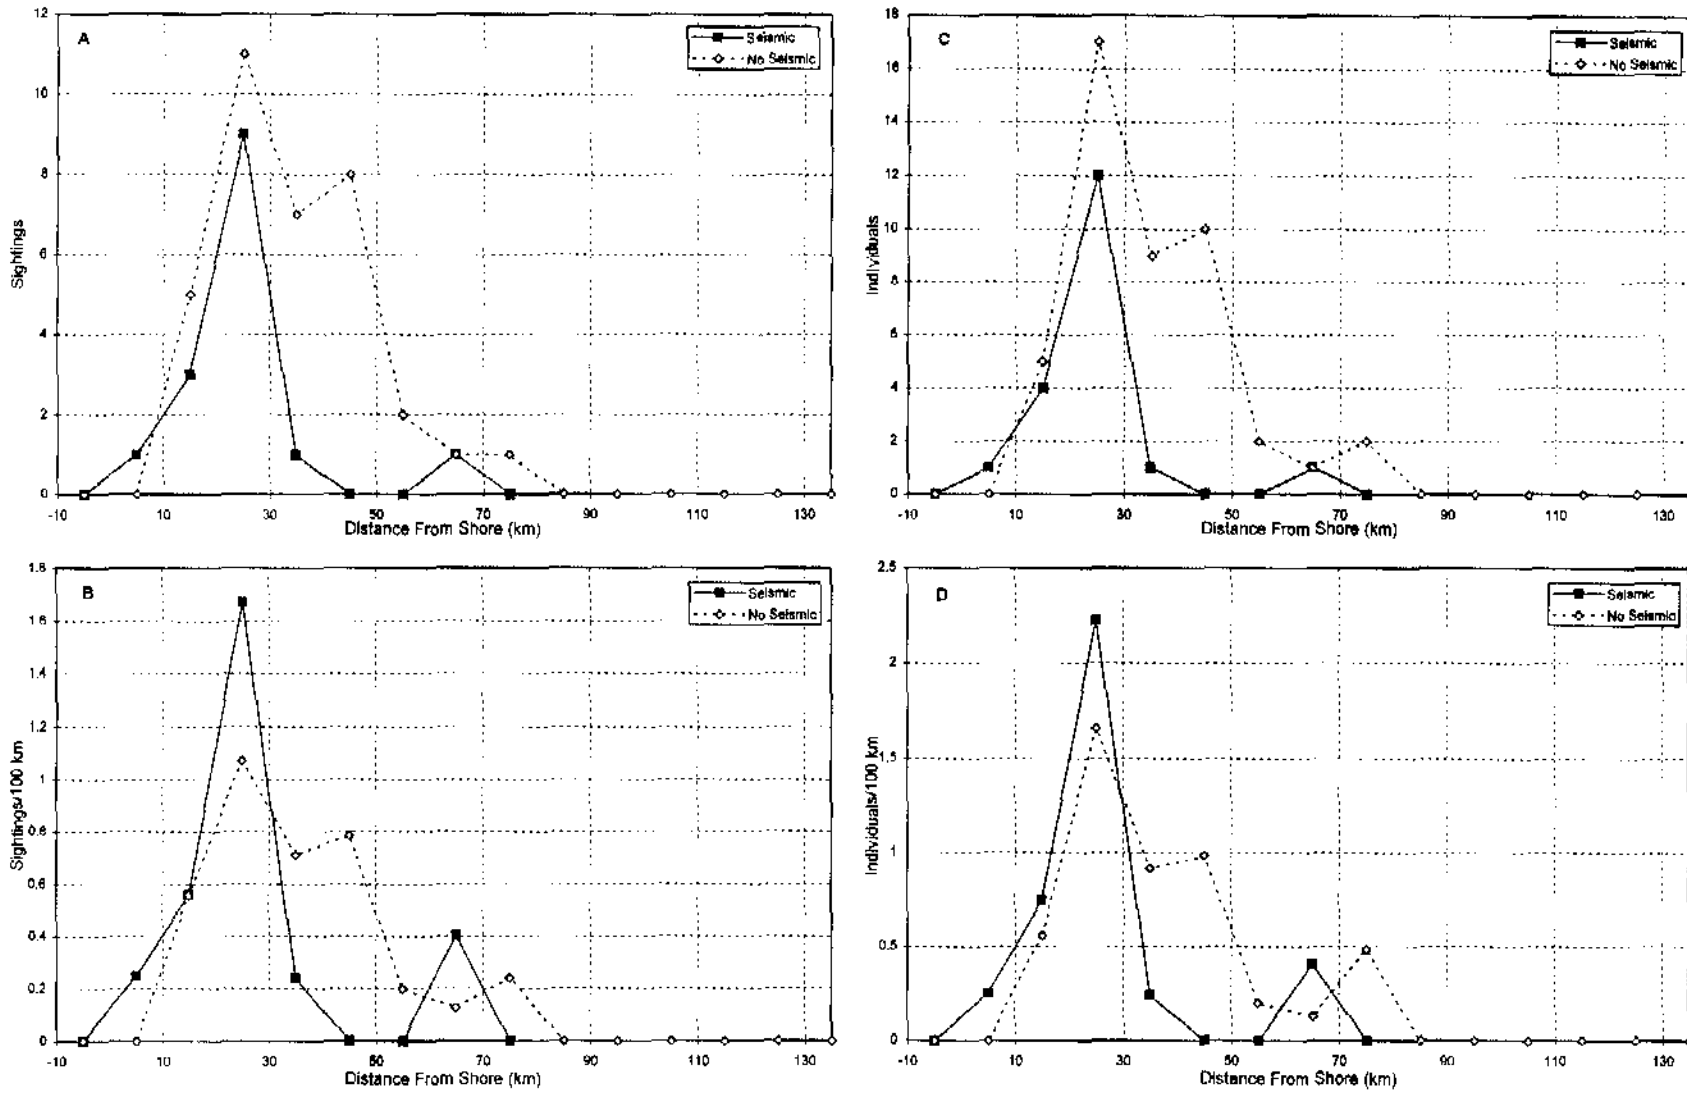 A
Seismic
No Seismic
12
10
8
6
4
2
0
Sightings
-10 10 30 50 70 90 110 130
Distance From Shore (km)
C
Seismic
No Seismic
18
16
14
12
10
8
6
4
2
0
Individuals
-10 10 30 50 70 90 110 130
Distance From Shore (km)
B
Seismic
No Seismic
1.8
1.6
1.4
1.2
1
0.8
0.6
0.4
0.2
0
Sightings/100 km
-10 10 30 50 70 90 110 130
Distance From Shore (km)
D
Seismic
No Seismic
2.5
2
1.5
1
0.5
0
Individuals/100 km
-10 10 30 50 70 90 110 130
Distance From Shore (km)